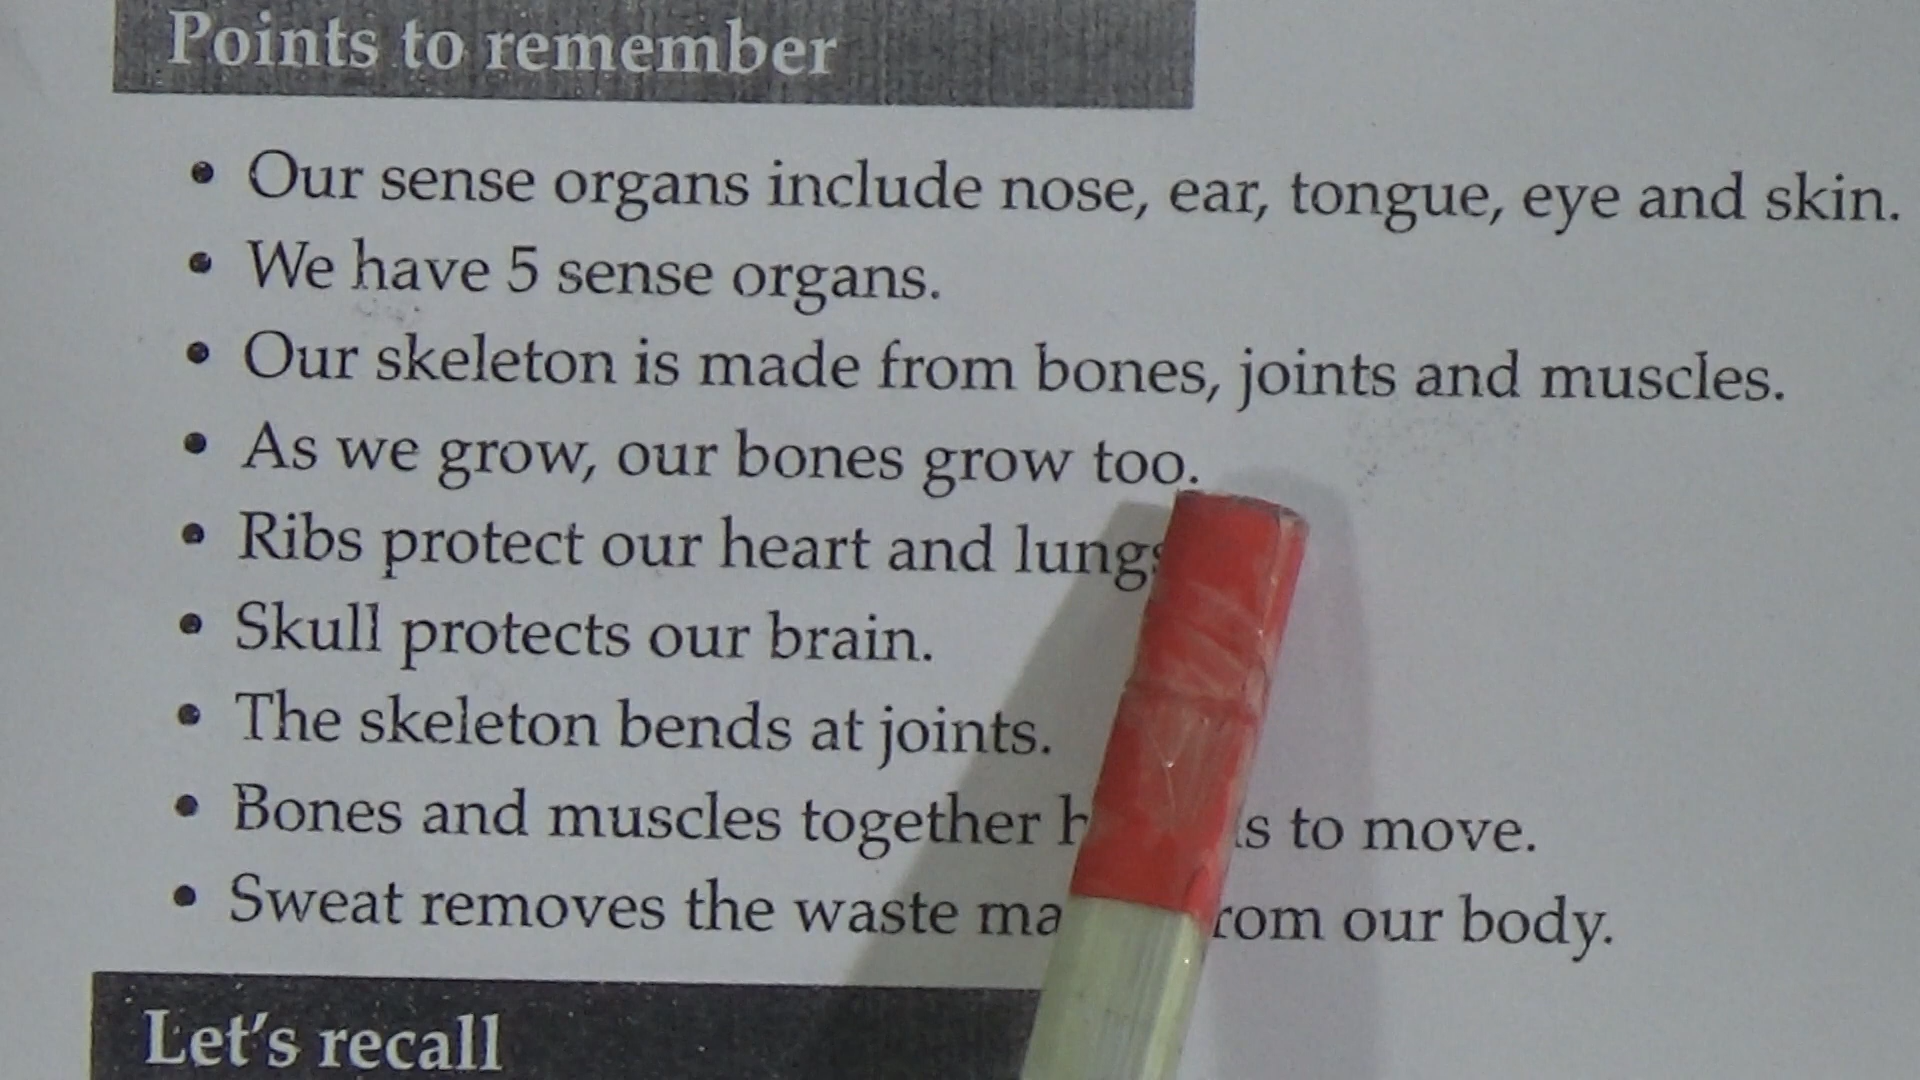 Points to remember
• Our sense organs include nose, ear, tongue, eye and skin.
• We have 5 sense organs.
• Our skeleton is made from bones, joints and muscles.
• As we grow, our bones grow too.
• Ribs protect our heart and lungs
• Skull protects our brain.
• The skeleton bends at joints.
• Bones and muscles together to move.
• Sweat removes the waste our body.
Let's recall